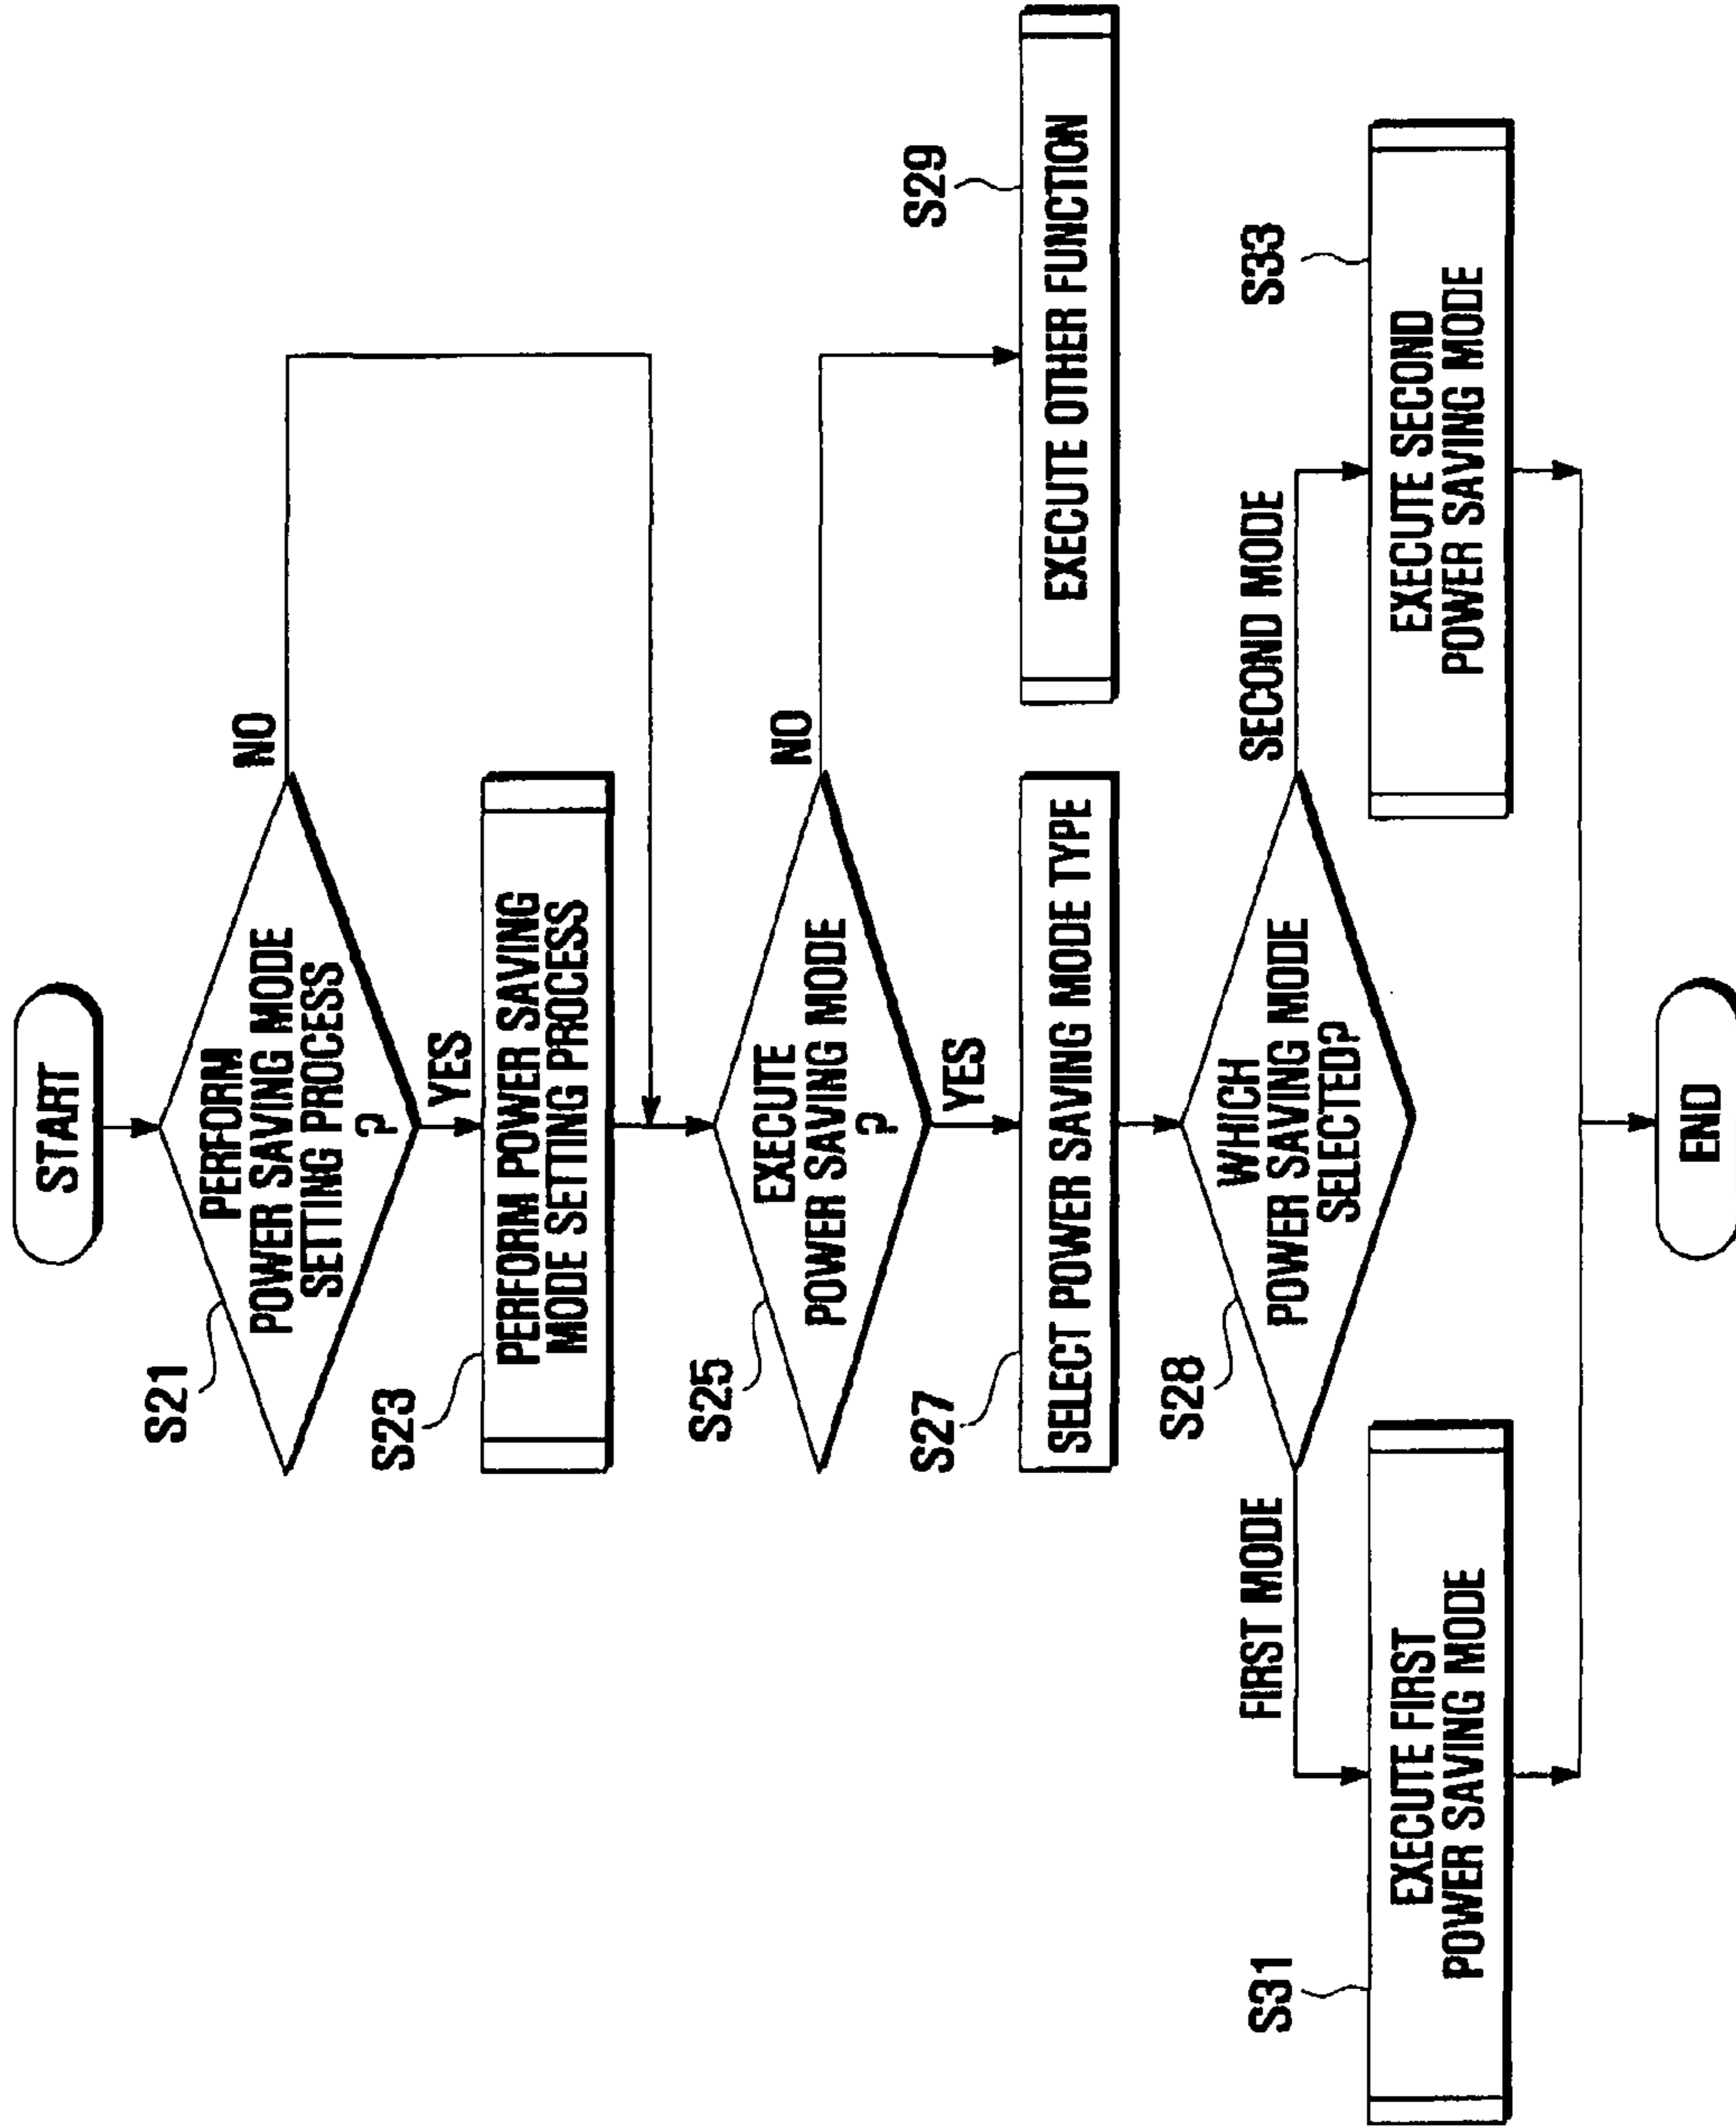 START
S21
PERFORM
POWER SAVING MODE
SETTING PROCESS
?
NO
YES
S23
PERFORM POWER SAVING
MODE SETTING PROCESS
S25
EXECUTE
POWER SAVING MODE
?
NO
YES
S27
SELECT POWER SAVING MODE TYPE
S29
EXECUTE OTHER FUNCTION
S28
WHICH
POWER SAVING MODE
SELECTED?
FIRST MODE
SECOND MODE
S31
EXECUTE FIRST
POWER SAVING MODE
S33
EXECUTE SECOND
POWER SAVING MODE
END